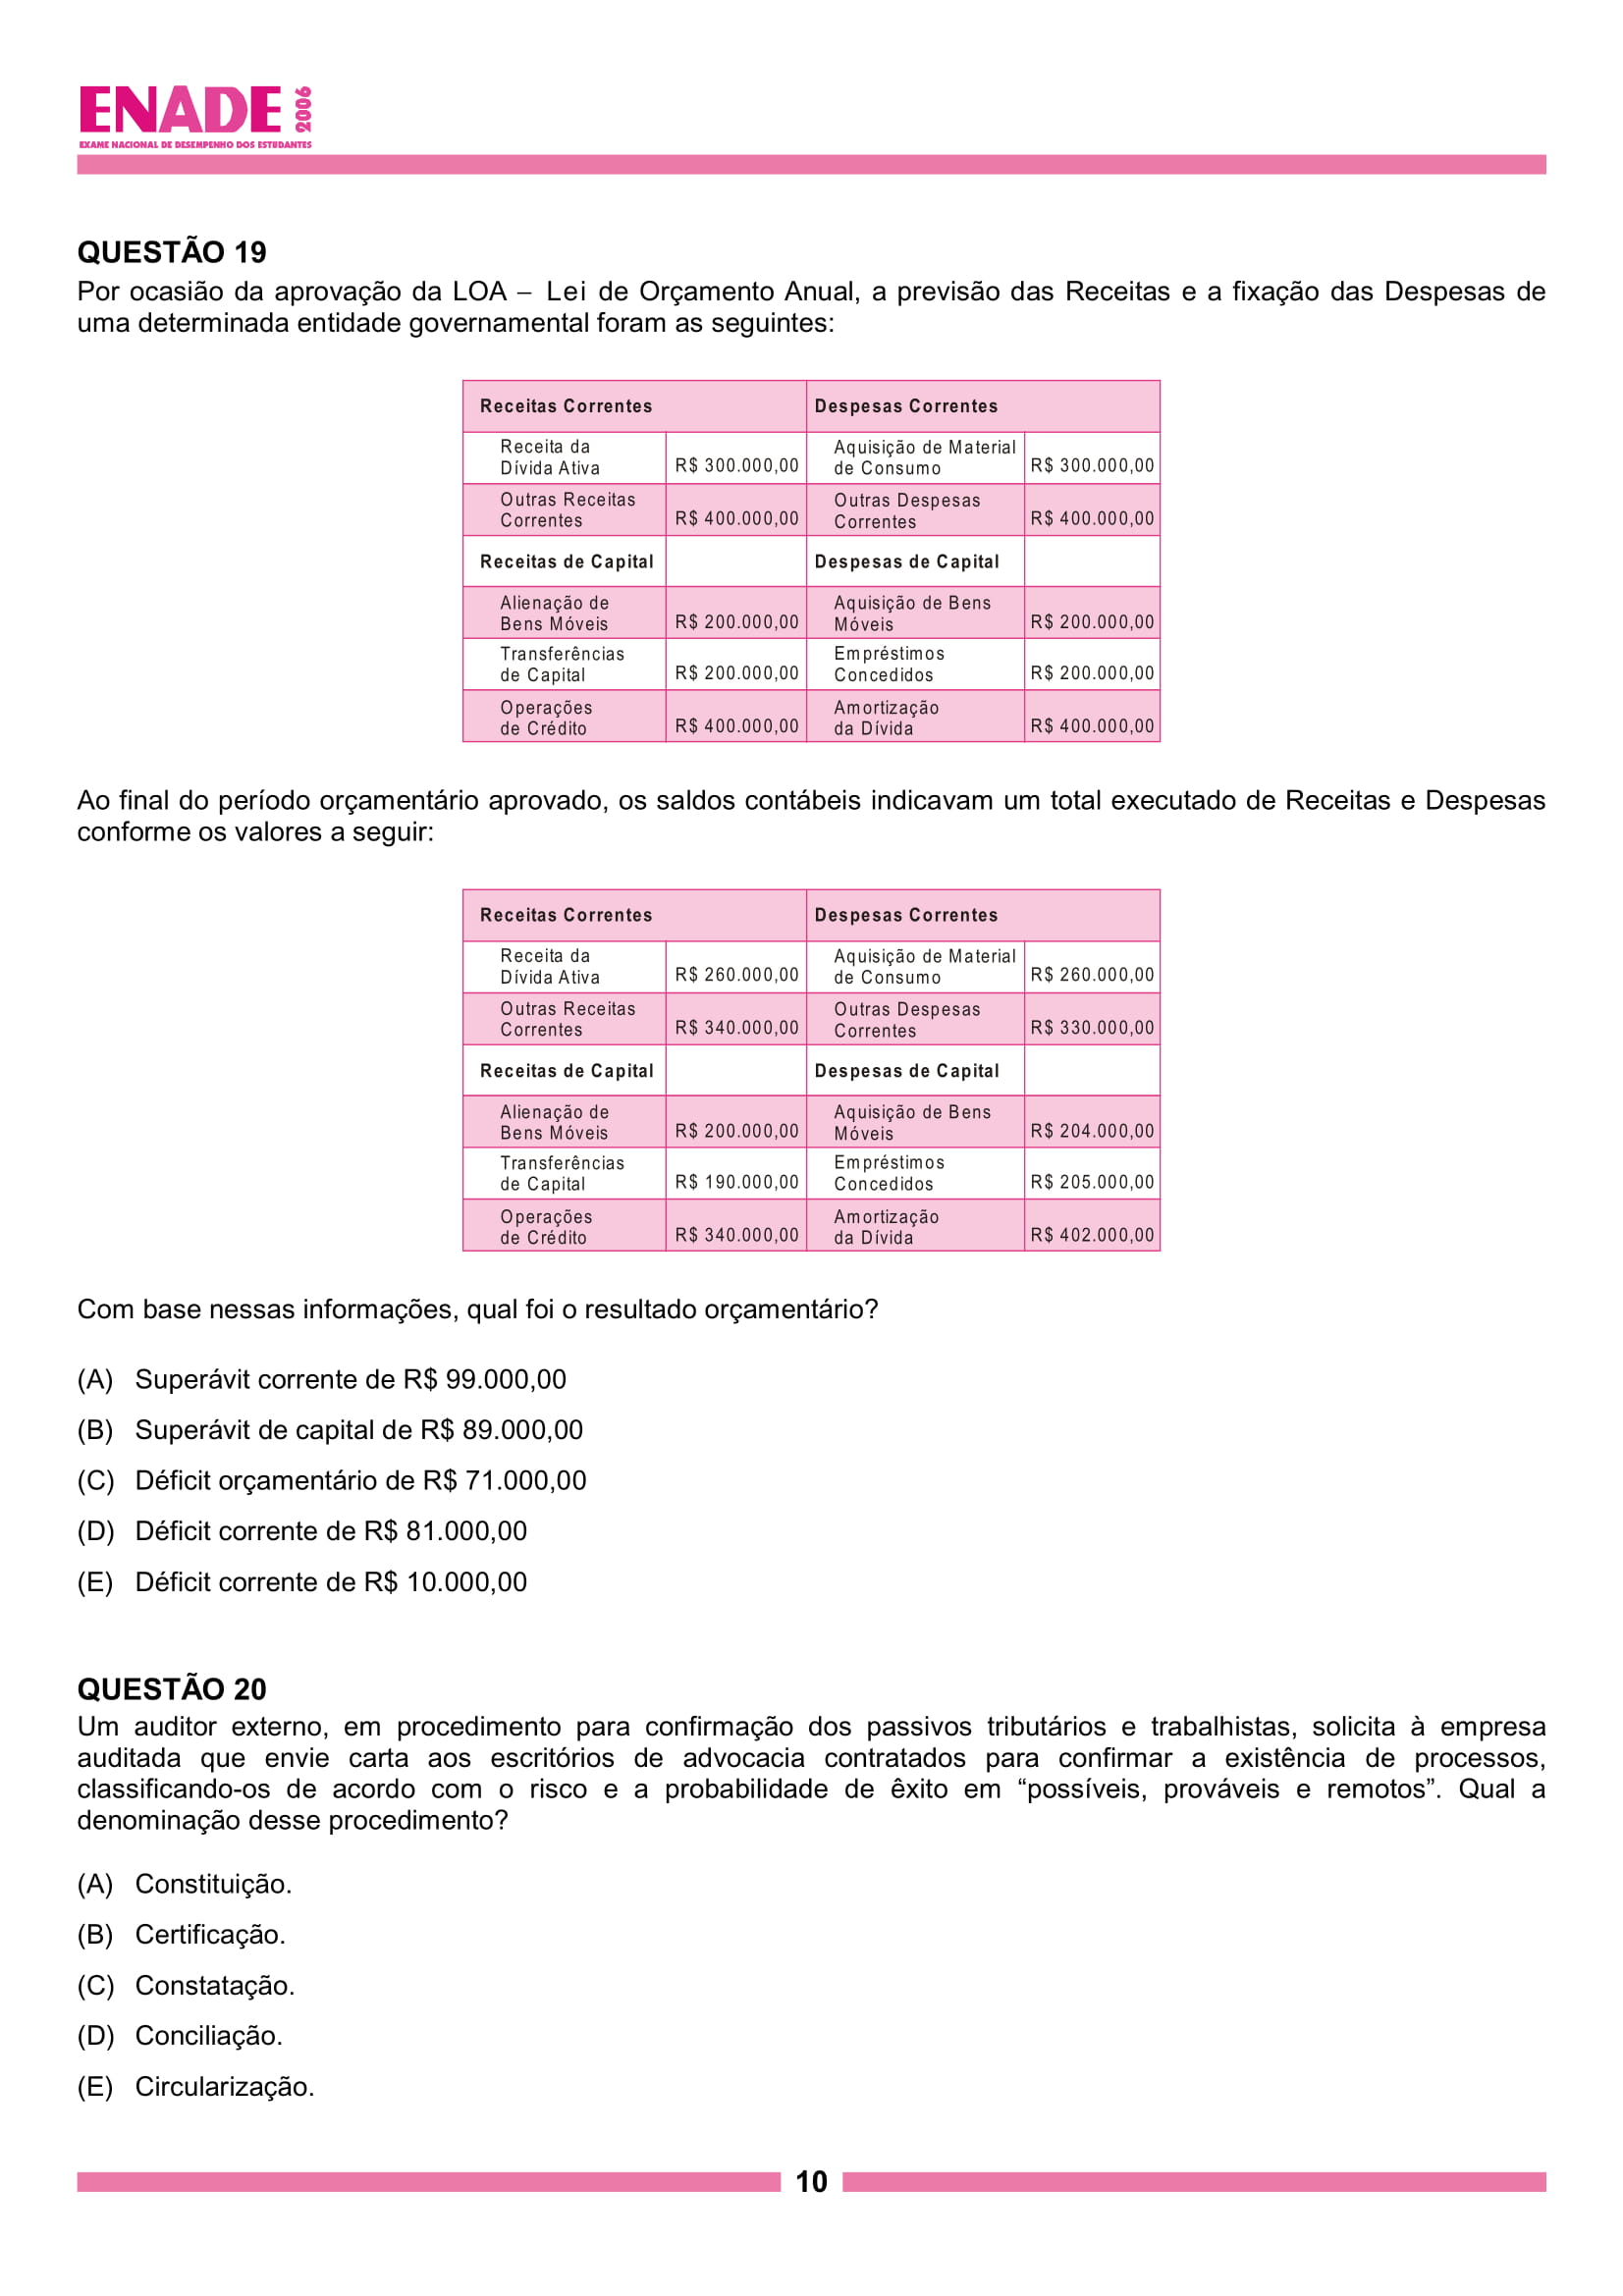 ENADE 2006
EXAME NACIONAL DE DESEMPENHO DOS ESTUDANTES
QUESTÃO 19
Por ocasião da aprovação da LOA – Lei de Orçamento Anual, a previsão das Receitas e a fixação das Despesas de
uma determinada entidade governamental foram as seguintes:
Receitas Correntes Despesas Correntes
Receita da Dívida Ativa R$ 300.000,00 Aquisição de Material de Consumo R$ 300.000,00
Outras Receitas Correntes R$ 400.000,00 Outras Despesas Correntes R$ 400.000,00
Receitas de Capital Despesas de Capital
Alienação de Bens Móveis R$ 200.000,00 Aquisição de Bens Móveis R$ 200.000,00
Transferências de Capital R$ 200.000,00 Empréstimos Concedidos R$ 200.000,00
Operações de Crédito R$ 400.000,00 Amortização da Dívida R$ 400.000,00
Ao final do período orçamentário aprovado, os saldos contábeis indicavam um total executado de Receitas e Despesas
conforme os valores a seguir:
Receitas Correntes Despesas Correntes
Receita da Dívida Ativa R$ 260.000,00 Aquisição de Material de Consumo R$ 260.000,00
Outras Receitas Correntes R$ 340.000,00 Outras Despesas Correntes R$ 330.000,00
Receitas de Capital Despesas de Capital
Alienação de Bens Móveis R$ 200.000,00 Aquisição de Bens Móveis R$ 204.000,00
Transferências de Capital R$ 190.000,00 Empréstimos Concedidos R$ 205.000,00
Operações de Crédito R$ 340.000,00 Amortização da Dívida R$ 402.000,00
Com base nessas informações, qual foi o resultado orçamentário?
(A) Superávit corrente de R$ 99.000,00
(B) Superávit de capital de R$ 89.000,00
(C) Déficit orçamentário de R$ 71.000,00
(D) Déficit corrente de R$ 81.000,00
(E) Déficit corrente de R$ 10.000,00
QUESTÃO 20
Um auditor externo, em procedimento para confirmação dos passivos tributários e trabalhistas, solicita à empresa
auditada que envie carta aos escritórios de advocacia contratados para confirmar a existência de processos,
classificando-os de acordo com o risco e a probabilidade de êxito em “possíveis, prováveis e remotos”. Qual a
denominação desse procedimento?
(A) Constituição.
(B) Certificação.
(C) Constatação.
(D) Conciliação.
(E) Circularização.
10